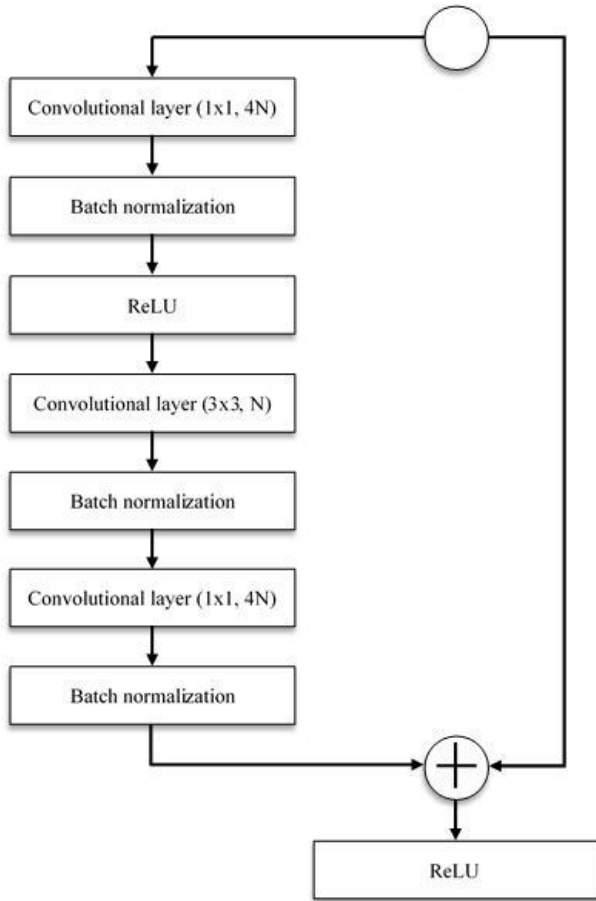 Convolutional layer (1x1, 4N)
Batch normalization
ReLU
Convolutional layer (3x3, N)
Batch normalization
Convolutional layer (1x1, 4N)
Batch normalization
+
ReLU